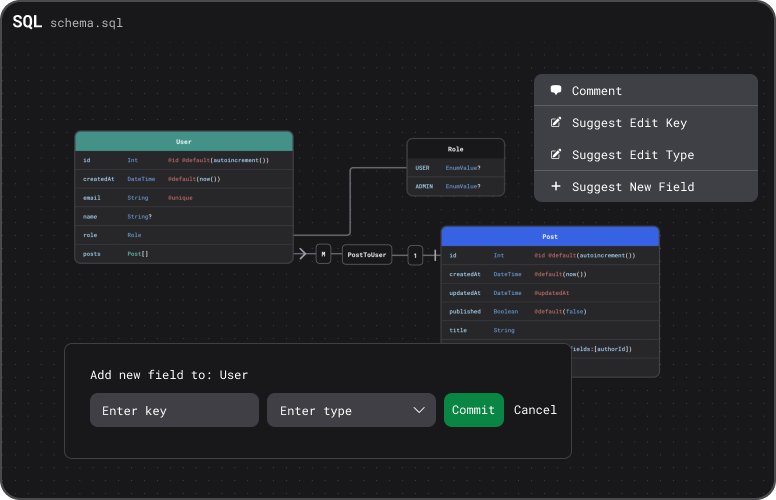 SQL schema.sql
Comment
Suggest Edit Key
Suggest Edit Type
Suggest New Field
User
id Int @id @default(autoincrement())
createdAt DateTime @default(now())
email String @unique
name String?
role Role
posts Post[]
Role
USER EnumValue?
ADMIN EnumValue?
M PostToUser 1
Post
id Int @id @default(autoincrement())
createdAt DateTime @default(now())
updatedAt DateTime @updatedAt
published Boolean @default(false)
title String
fields:[authorId])
Add new field to: User
Enter key Enter type Commit Cancel